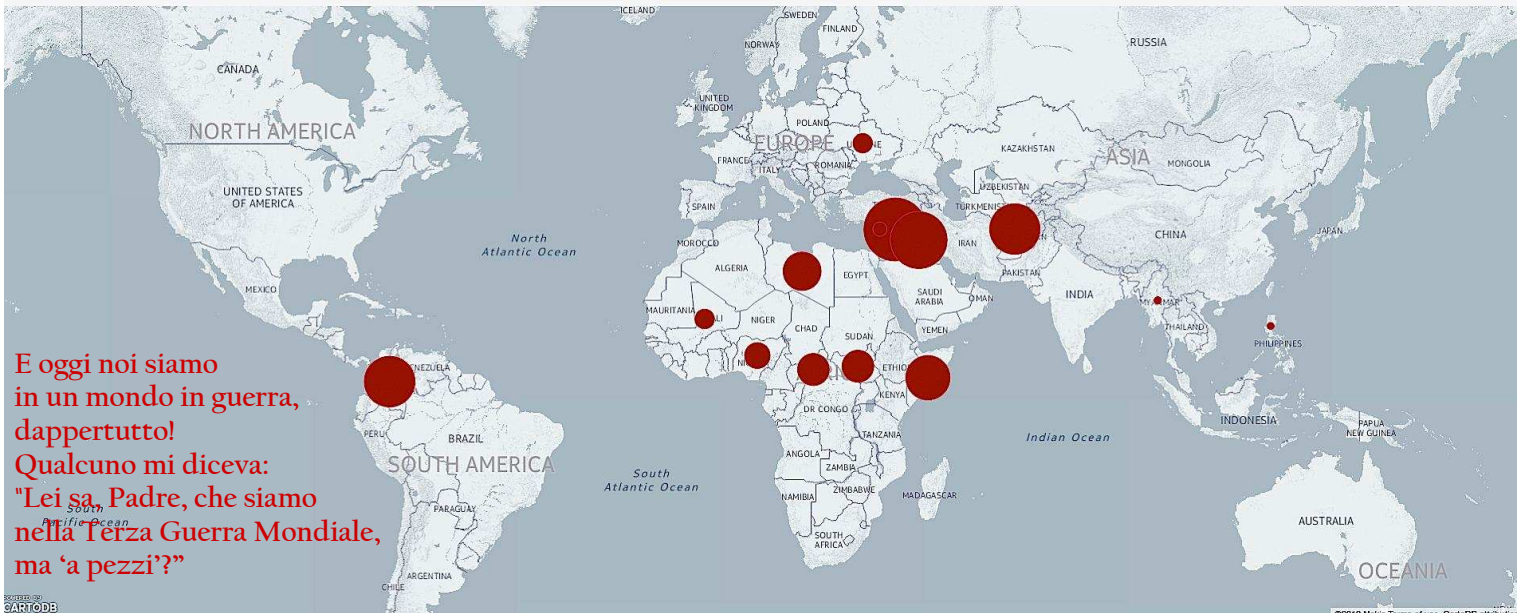 ICELAND
SWEDEN
FINLAND
NORWAY
RUSSIA
CANADA
UNITED
KINGDOM
NORTH AMERICA
POLAND
EUROPE
KAZAKHSTAN
ASIA
MONGOLIA
FRANCE
ROMANIA
ITALY
UZBEKISTAN
UNITED STATES
OF AMERICA
SPAIN
CHINA
JAPAN
North
Atlantic Ocean
MOROCCO
IRAN
ALGERIA
EGYPT
PAKISTAN
MEXICO
SAUDI
ARABIA
OMAN
INDIA
MAURITANIA
NIGER
CHAD
SUDAN
YEMEN
THAILAND
PHILIPPINES
E oggi noi siamo
in un mondo in guerra,
dappertutto!
Qualcuno mi diceva:
"Lei sa, Padre, che siamo
nella Terza Guerra Mondiale,
ma ‘a pezzi’?”
KENYA
DR CONGO
PERU
BRAZIL
TANZANIA
Indian Ocean
INDONESIA
PAPUA
NEW GUINEA
SOUTH AMERICA
ANGOLA
ZAMBIA
South
Atlantic Ocean
NAMIBIA
ZIMBABWE
MADAGASCAR
South
Pacific Ocean
PARAGUAY
SOUTH
AFRICA
AUSTRALIA
OCEANIA
ARGENTINA
CHILE
POWERED BY
CARTODB